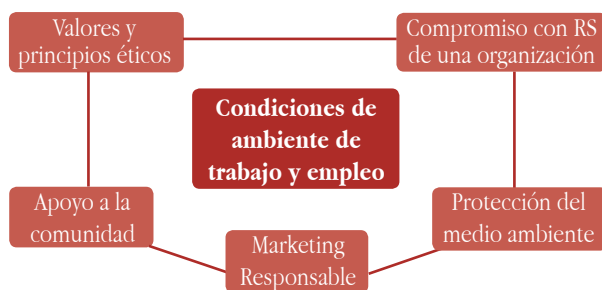 Valores y
principios éticos
Compromiso con RS
de una organización
Condiciones de
ambiente de
trabajo y empleo
Apoyo a la
comunidad
Marketing
Responsable
Protección del
medio ambiente